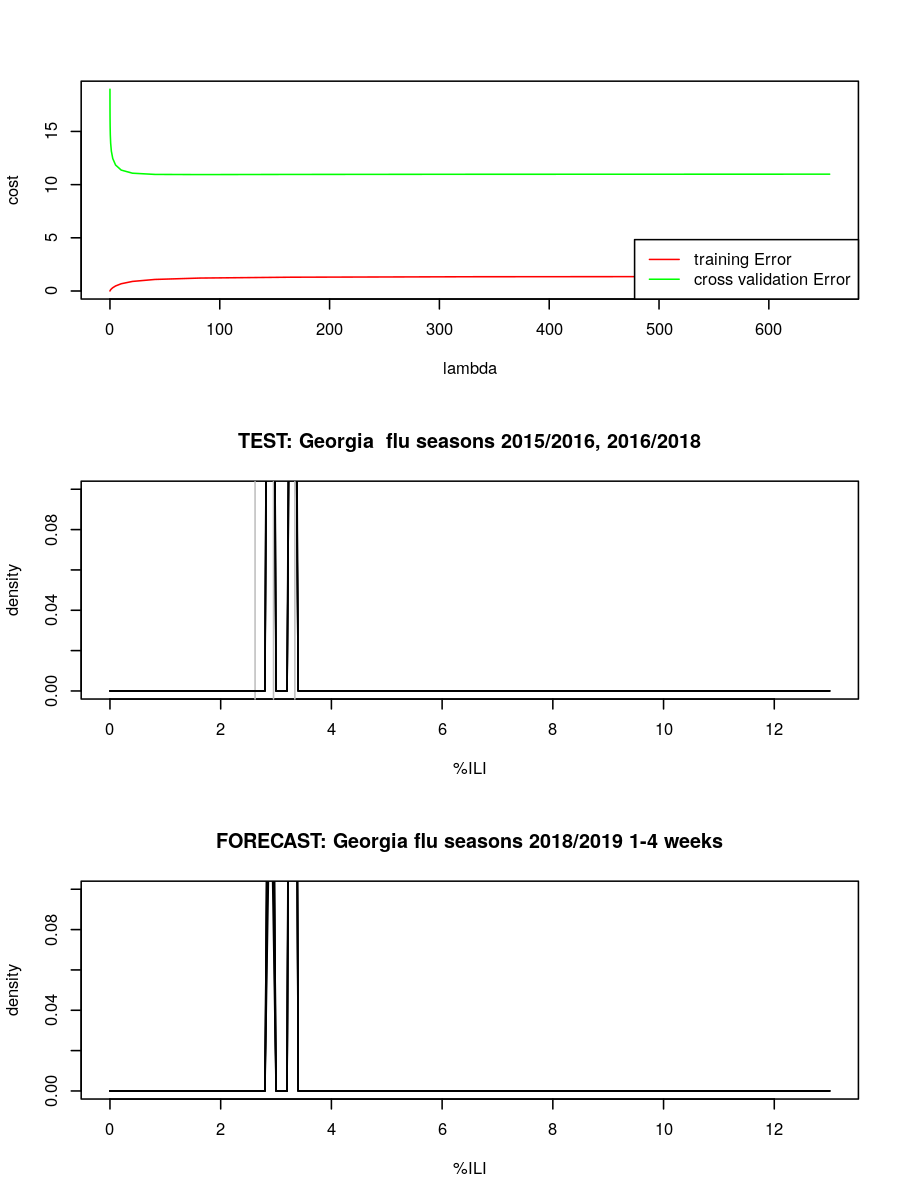 cost
15
10
5
0
training Error
cross validation Error
0 100 200 300 400 500 600
lambda
TEST: Georgia  flu seasons 2015/2016, 2016/2018
density
0.08
0.04
0.00
0 2 4 6 8 10 12
%ILI
FORECAST: Georgia flu seasons 2018/2019 1-4 weeks
density
0.08
0.04
0.00
0 2 4 6 8 10 12
%ILI